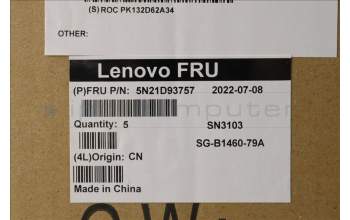 (S) ROC PK132D62A34
OTHER:
Lenovo FRU
(P)FRU P/N: 5N21D93757 2022-07-08
Quantity: 5 SN3103
SG-B1460-79A
(4L)Origin: CN
Made in China